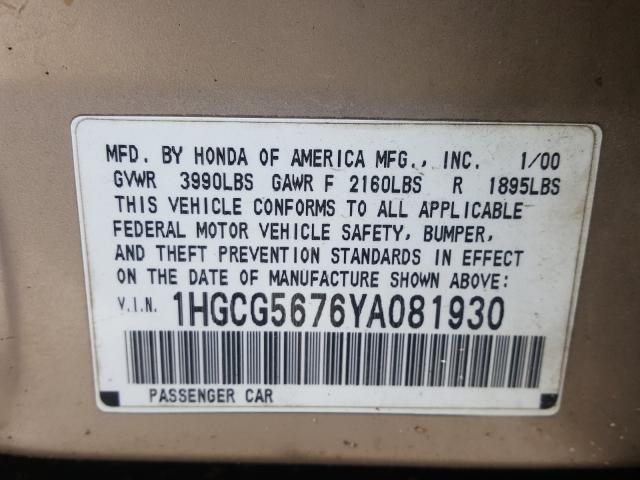 MFD. BY HONDA OF AMERICA MFG., INC. 1/00
GVWR 3990LBS GAWR F 2160LBS R 1895LBS
THIS VEHICLE CONFORMS TO ALL APPLICABLE
FEDERAL MOTOR VEHICLE SAFETY, BUMPER,
AND THEFT PREVENTION STANDARDS IN EFFECT
ON THE DATE OF MANUFACTURE SHOWN ABOVE:
V.I.N. 1HGCG5676YA081930
PASSENGER CAR